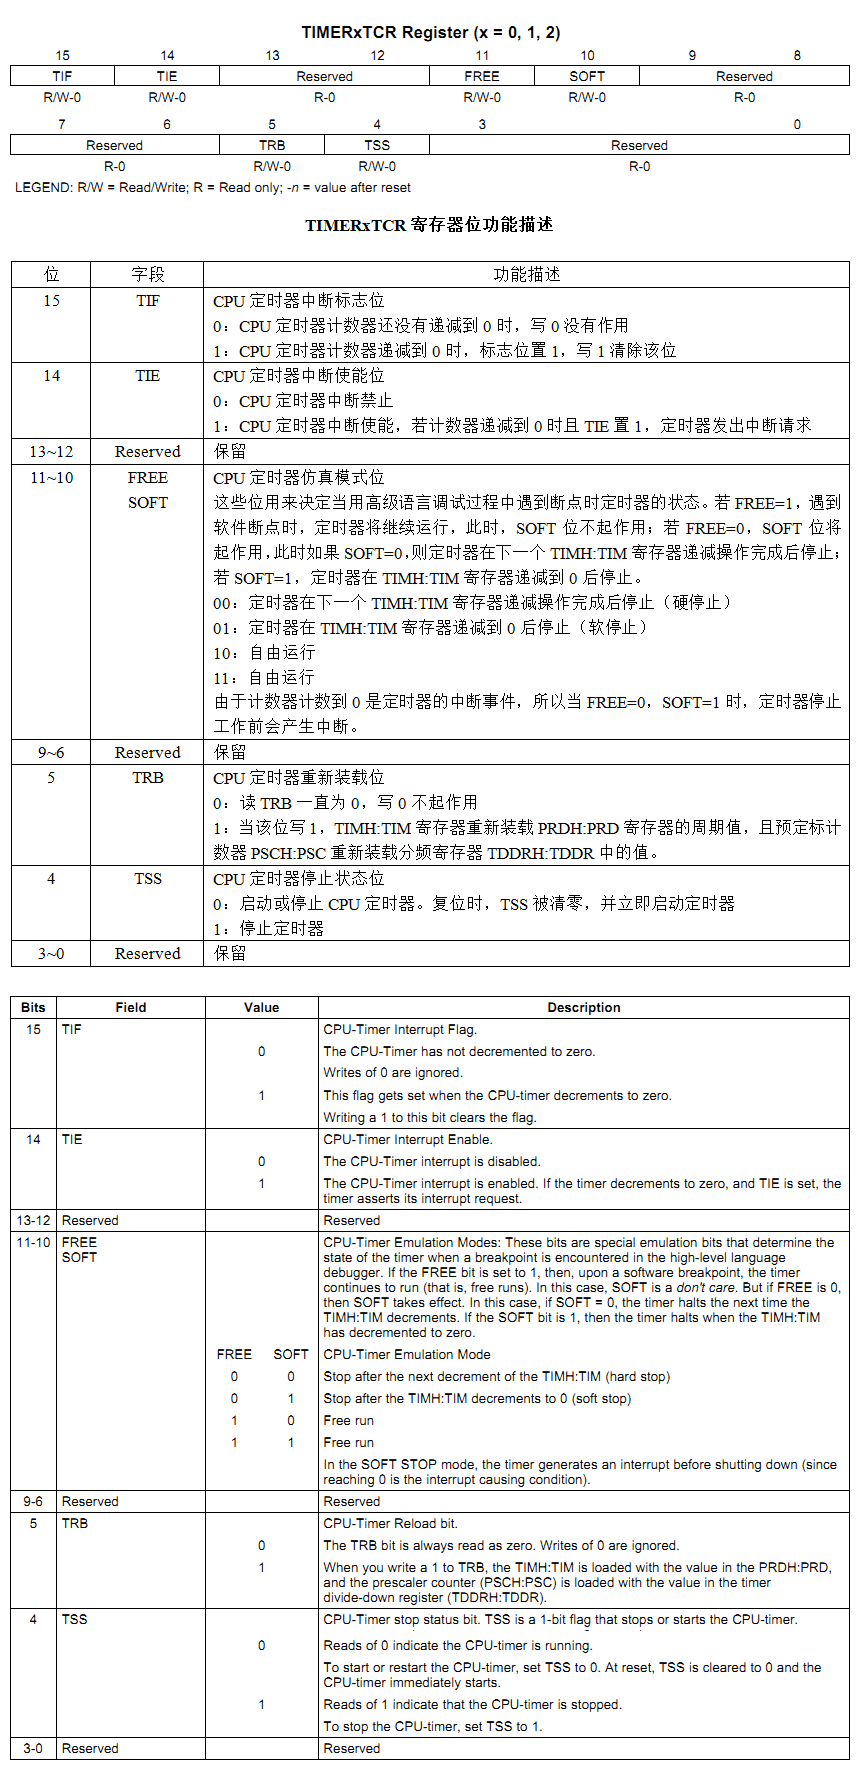 TIMERxTCR Register (x = 0, 1, 2)
15 14 13 12 11 10 9 8
TIF TIE Reserved FREE SOFT Reserved
R/W-0 R/W-0 R-0 R/W-0 R/W-0 R-0
7 6 5 4 3 0
Reserved TRB TSS Reserved
R-0 R/W-0 R/W-0 R-0
LEGEND: R/W = Read/Write; R = Read only; -n = value after reset
TIMERxTCR 寄存器位功能描述
位 字段 功能描述
15 TIF CPU 定时器中断标志位
0：CPU 定时器计数器还没有递减到 0 时，写 0 没有作用
1：CPU 定时器计数器递减到 0 时，标志位置 1，写 1 清除该位
14 TIE CPU 定时器中断使能位
0：CPU 定时器中断禁止
1：CPU 定时器中断使能，若计数器递减到 0 时且 TIE 置 1，定时器发出中断请求
13~12 Reserved 保留
11~10 FREE CPU 定时器仿真模式位
SOFT 这些位用来决定当用高级语言调试过程中遇到断点时定时器的状态。若 FREE=1，遇到
软件断点时，定时器将继续运行，此时，SOFT 位不起作用；若 FREE=0，SOFT 位将
起作用，此时如果 SOFT=0，则定时器在下一个 TIMH:TIM 寄存器递减操作完成后停止；
若 SOFT=1，定时器在 TIMH:TIM 寄存器递减到 0 后停止。
00：定时器在下一个 TIMH:TIM 寄存器递减操作完成后停止（硬停止）
01：定时器在 TIMH:TIM 寄存器递减到 0 后停止（软停止）
10：自由运行
11：自由运行
由于计数器计数到 0 是定时器的中断事件，所以当 FREE=0，SOFT=1 时，定时器停止
工作前会产生中断。
9~6 Reserved 保留
5 TRB CPU 定时器重新装载位
0：读 TRB 一直为 0，写 0 不起作用
1：当该位写 1，TIMH:TIM 寄存器重新装载 PRDH:PRD 寄存器的周期值，且预定标计
数器 PSCH:PSC 重新装载分频寄存器 TDDRH:TDDR 中的值。
4 TSS CPU 定时器停止状态位
0：启动或停止 CPU 定时器。复位时，TSS 被清零，并立即启动定时器
1：停止定时器
3~0 Reserved 保留
Bits Field Value Description
15 TIF CPU-Timer Interrupt Flag.
0 The CPU-Timer has not decremented to zero.
Writes of 0 are ignored.
1 This flag gets set when the CPU-timer decrements to zero.
Writing a 1 to this bit clears the flag.
14 TIE CPU-Timer Interrupt Enable.
0 The CPU-Timer interrupt is disabled.
1 The CPU-Timer interrupt is enabled. If the timer decrements to zero, and TIE is set, the
timer asserts its interrupt request.
13-12 Reserved Reserved
11-10 FREE CPU-Timer Emulation Modes: These bits are special emulation bits that determine the
SOFT state of the timer when a breakpoint is encountered in the high-level language
debugger. If the FREE bit is set to 1, then, upon a software breakpoint, the timer
continues to run (that is, free runs). In this case, SOFT is a don't care. But if FREE is 0,
then SOFT takes effect. In this case, if SOFT = 0, the timer halts the next time the
TIMH:TIM decrements. If the SOFT bit is 1, then the timer halts when the TIMH:TIM
has decremented to zero.
FREE SOFT CPU-Timer Emulation Mode
0 0 Stop after the next decrement of the TIMH:TIM (hard stop)
0 1 Stop after the TIMH:TIM decrements to 0 (soft stop)
1 0 Free run
1 1 Free run
In the SOFT STOP mode, the timer generates an interrupt before shutting down (since
reaching 0 is the interrupt causing condition).
9-6 Reserved Reserved
5 TRB CPU-Timer Reload bit.
0 The TRB bit is always read as zero. Writes of 0 are ignored.
1 When you write a 1 to TRB, the TIMH:TIM is loaded with the value in the PRDH:PRD,
and the prescaler counter (PSCH:PSC) is loaded with the value in the timer
divide-down register (TDDRH:TDDR).
4 TSS CPU-Timer stop status bit. TSS is a 1-bit flag that stops or starts the CPU-timer.
0 Reads of 0 indicate the CPU-timer is running.
To start or restart the CPU-timer, set TSS to 0. At reset, TSS is cleared to 0 and the
CPU-timer immediately starts.
1 Reads of 1 indicate that the CPU-timer is stopped.
To stop the CPU-timer, set TSS to 1.
3-0 Reserved Reserved